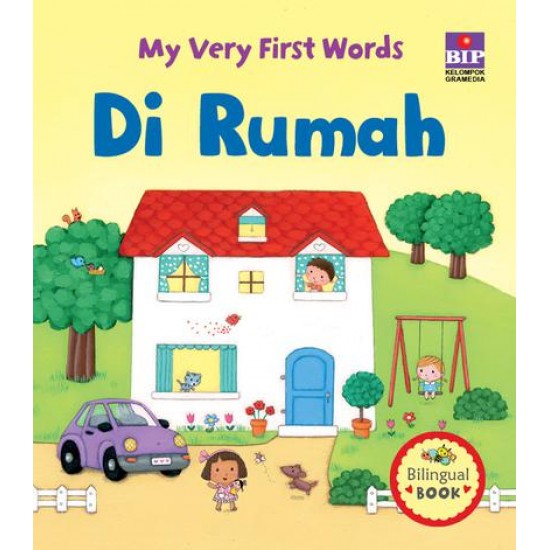 My Very First Words
BIP
KELOMPOK
GRAMEDIA
Di Rumah
Bilingual
BOOK